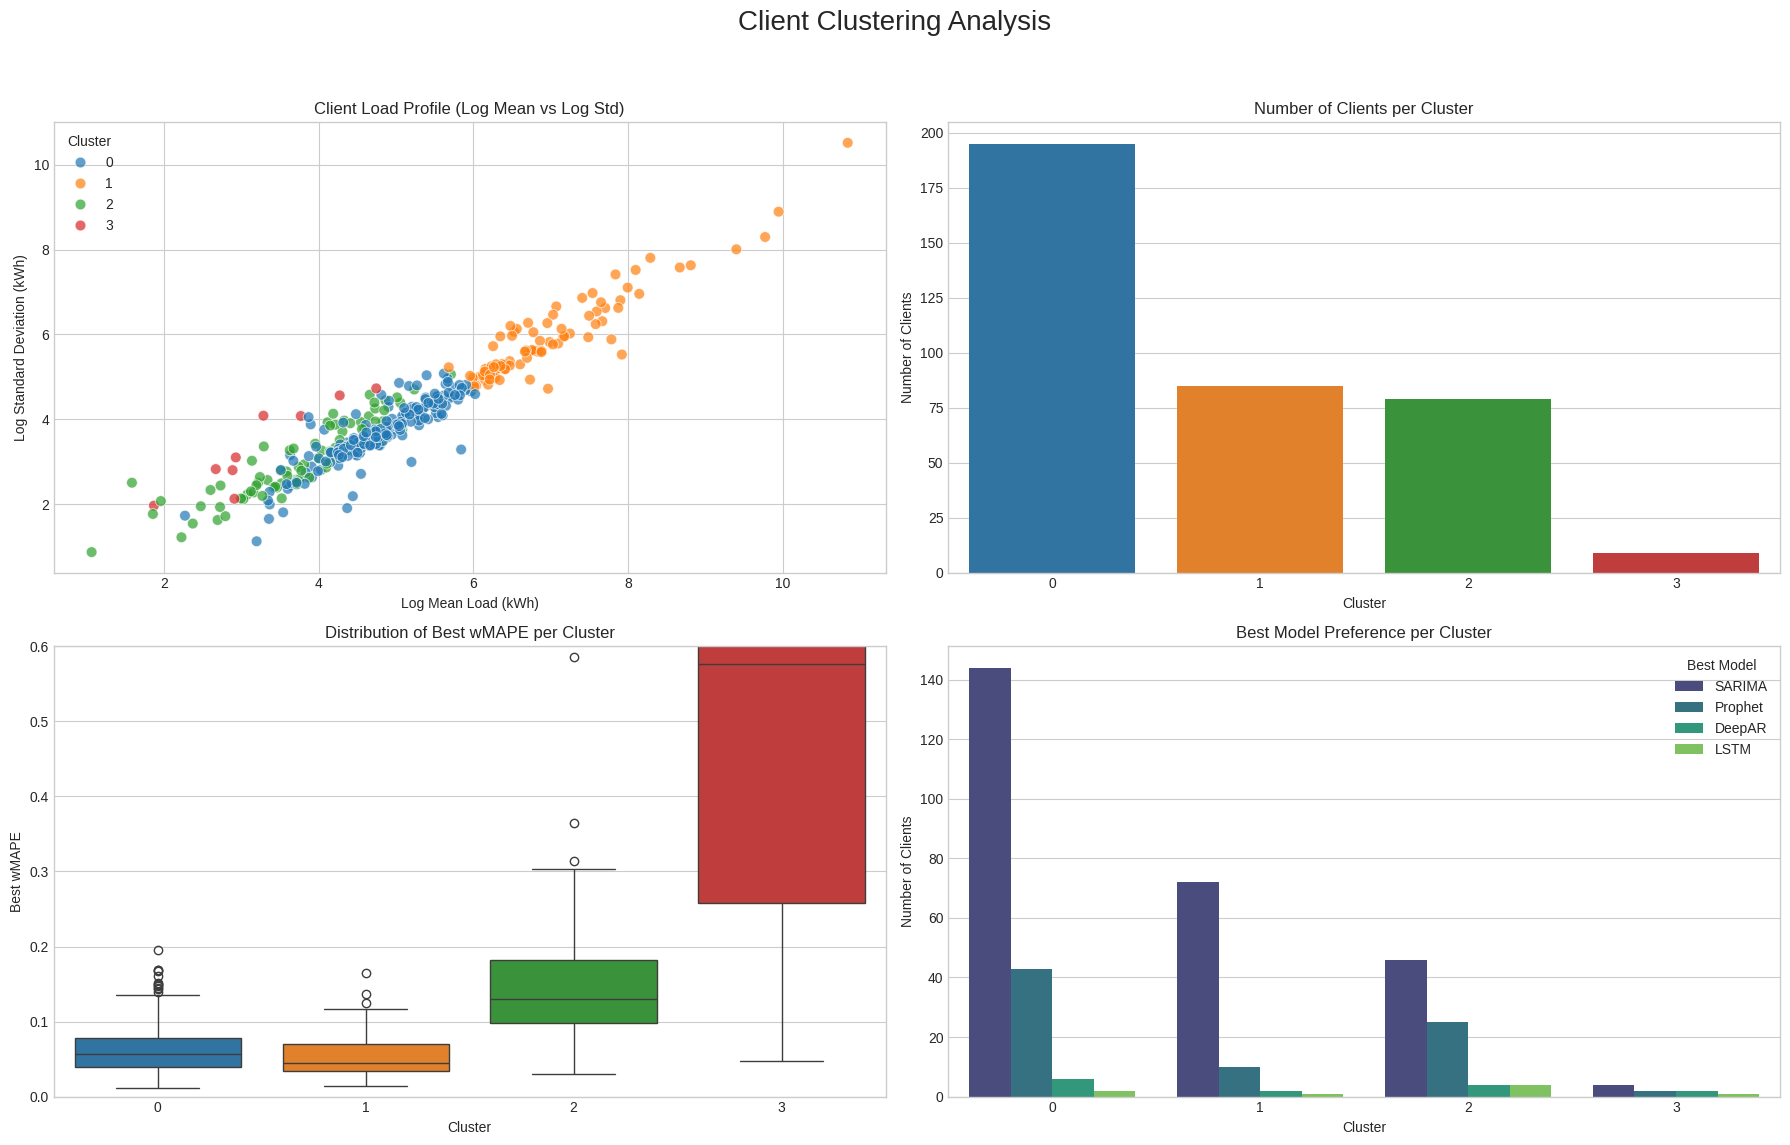 Client Clustering Analysis
Client Load Profile (Log Mean vs Log Std)
Cluster
0
1
2
3
Log Standard Deviation (kWh)
10
8
6
4
2
2 4 6 8 10
Log Mean Load (kWh)
Number of Clients per Cluster
Number of Clients
200
175
150
125
100
75
50
25
0
0 1 2 3
Cluster
Distribution of Best wMAPE per Cluster
Best wMAPE
0.6
0.5
0.4
0.3
0.2
0.1
0.0
0 1 2 3
Cluster
Best Model Preference per Cluster
Best Model
SARIMA
Prophet
DeepAR
LSTM
Number of Clients
140
120
100
80
60
40
20
0
0 1 2 3
Cluster